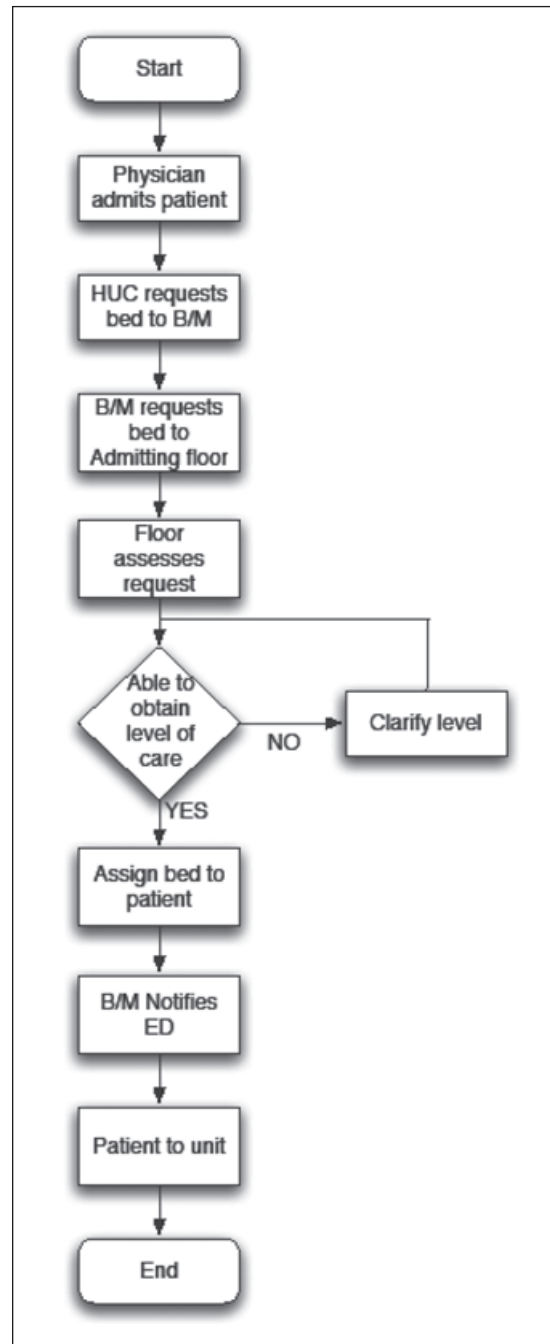 Start
Physician
admits patient
HUC requests
bed to B/M
B/M requests
bed to
Admitting floor
Floor
assesses
request
Able to
obtain
level of
care
NO
Clarify level
YES
Assign bed to
patient
B/M Notifies
ED
Patient to unit
End